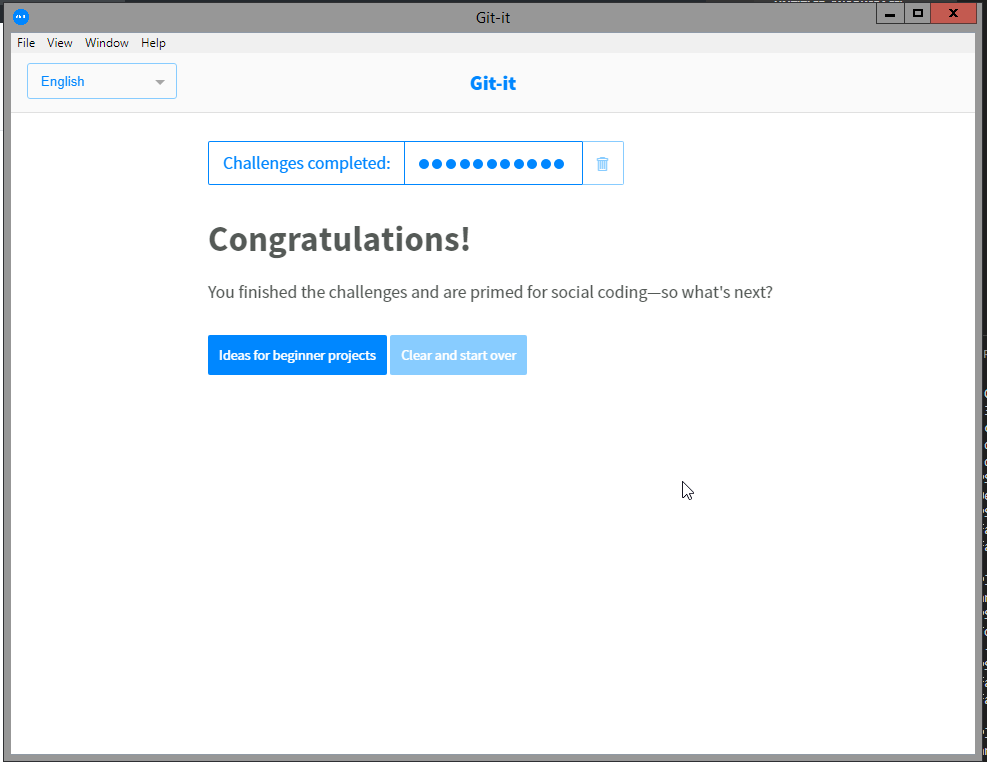 Git-it
File View Window Help
English
Git-it
Challenges completed:
Congratulations!
You finished the challenges and are primed for social coding—so what's next?
Ideas for beginner projects Clear and start over